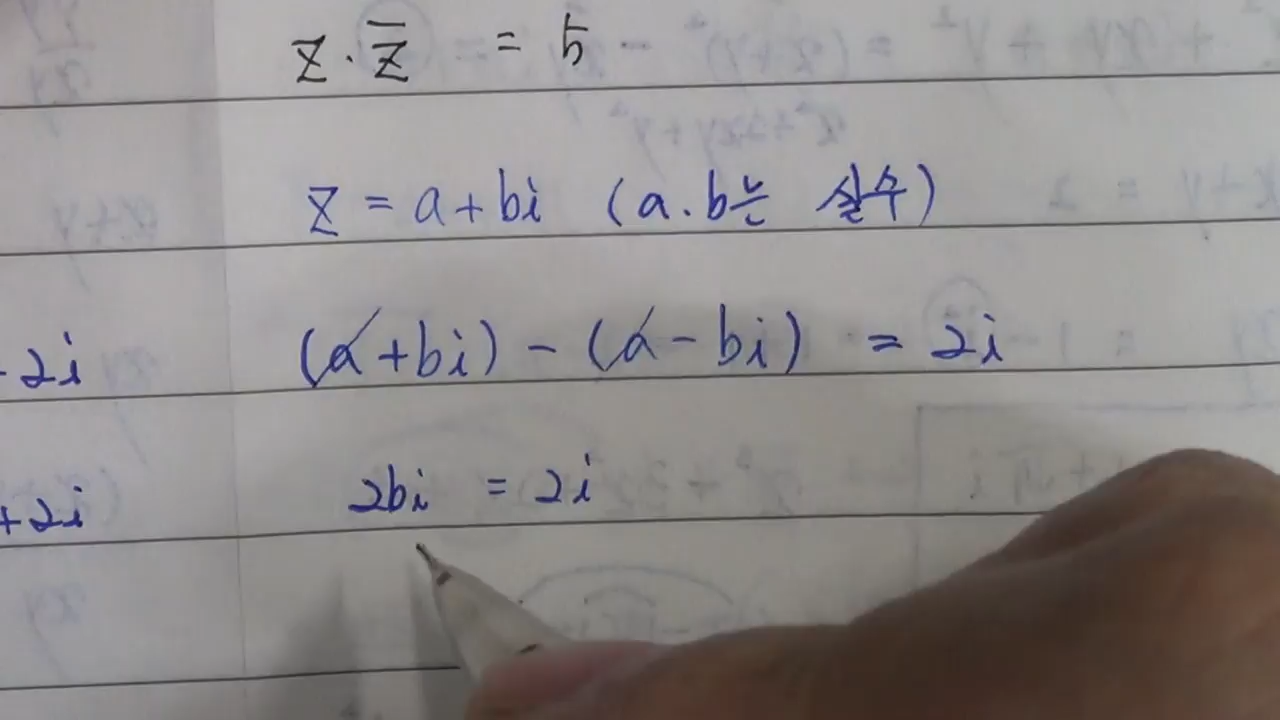 z · z̄ = 5
z = a + bi (a. b는 실수)
- 2i (a + bi) - (a - bi) = 2i
+ 2i 2bi = 2i